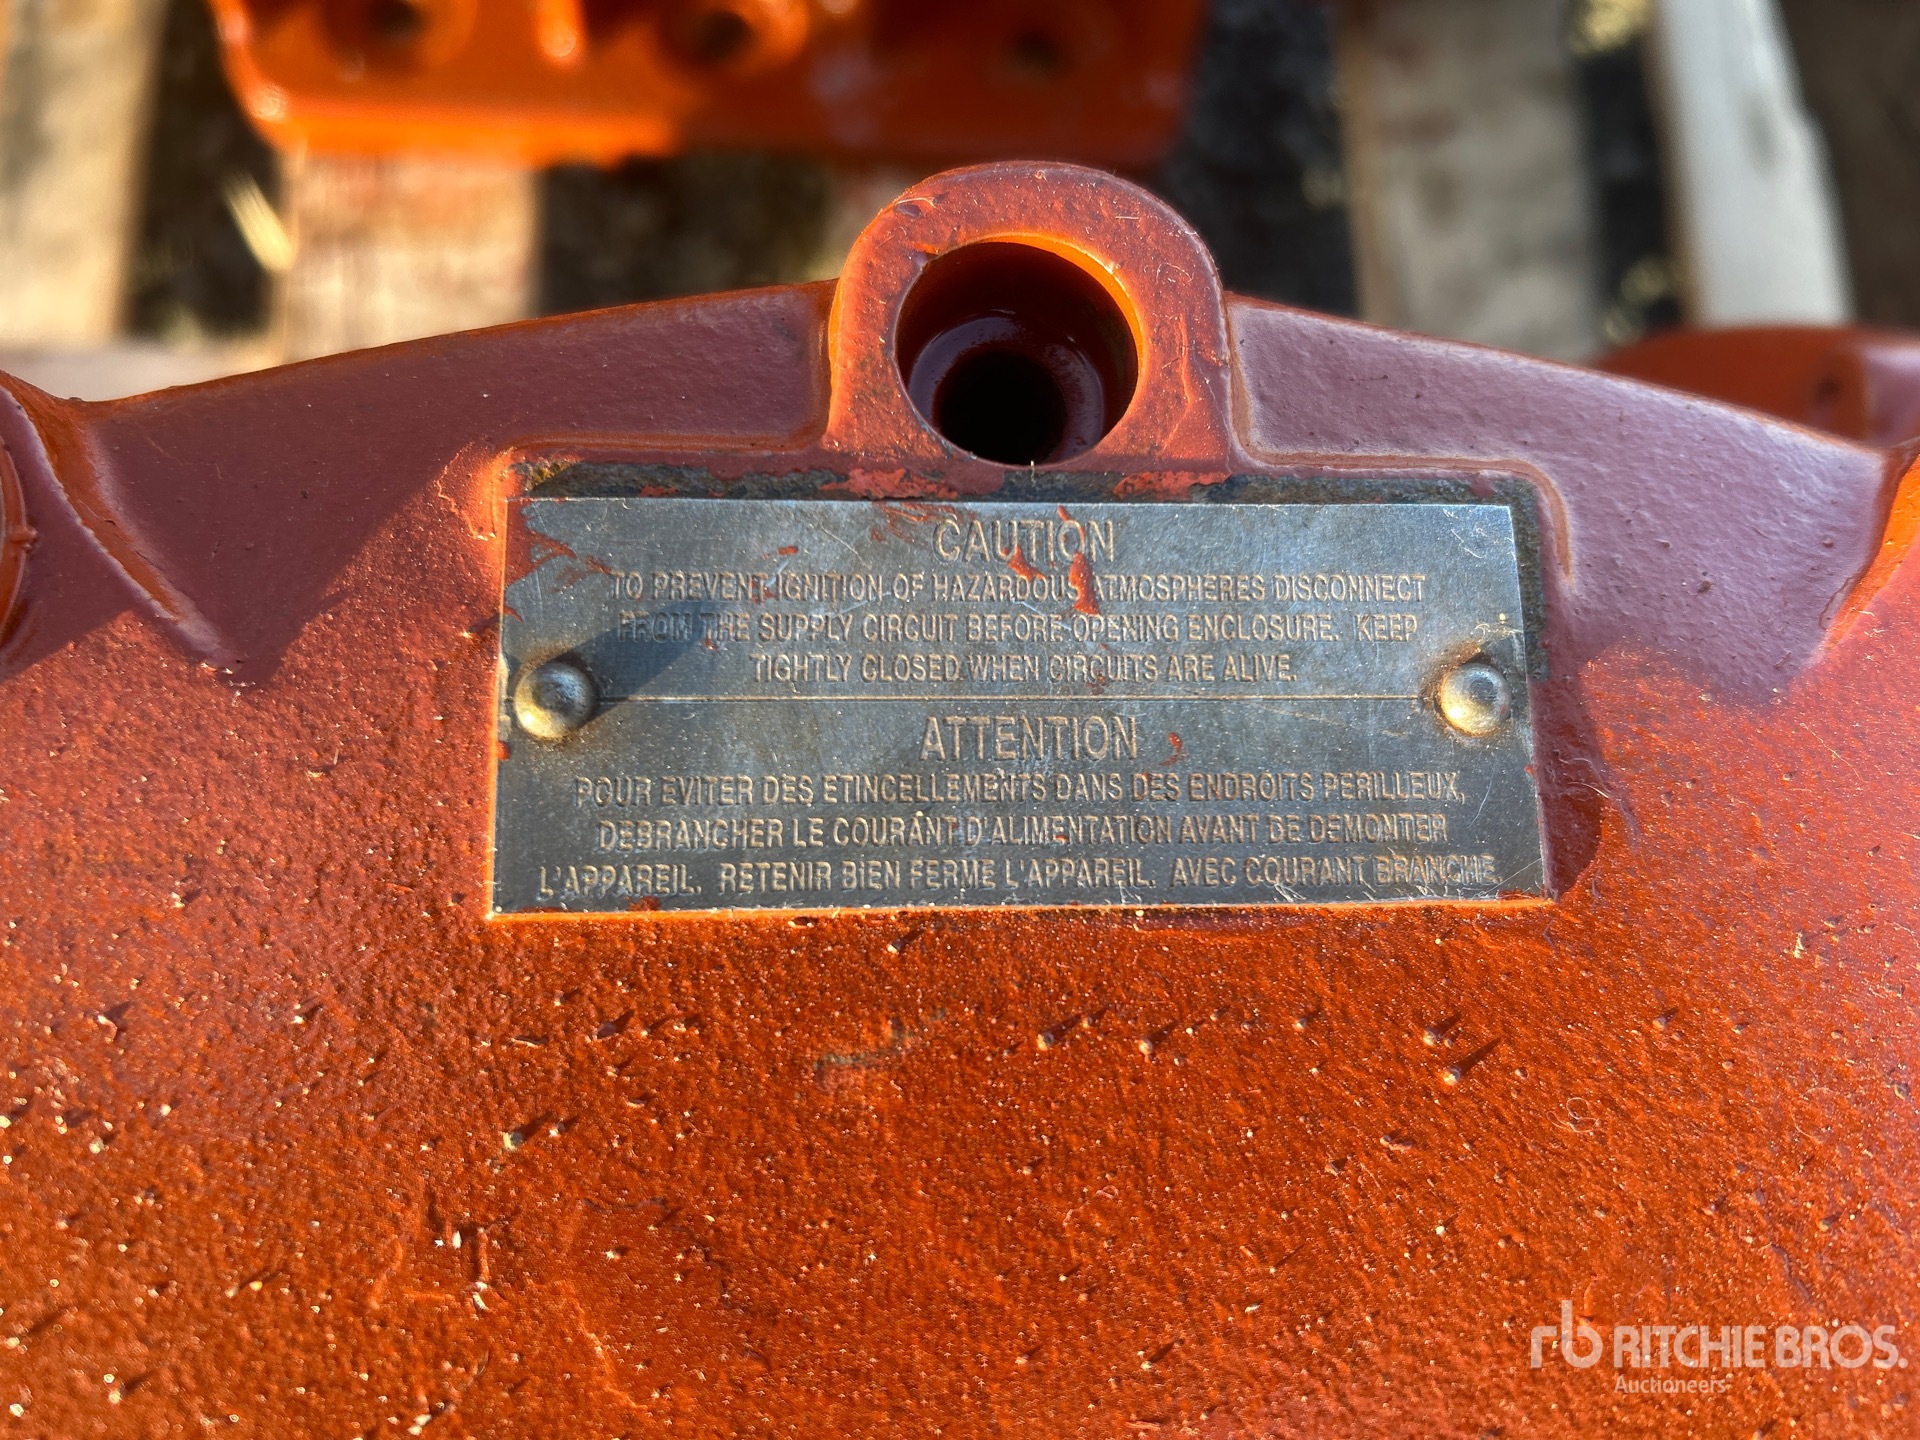 CAUTION
TO PREVENT IGNITION OF HAZARDOUS ATMOSPHERES DISCONNECT
FROM THE SUPPLY CIRCUIT BEFORE OPENING ENCLOSURE. KEEP
TIGHTLY CLOSED WHEN CIRCUITS ARE ALIVE.
ATTENTION
POUR EVITER DES ETINCELLEMENTS DANS DES ENDROITS PERILLEUX,
DEBRANCHER LE COURANT D'ALIMENTATION AVANT DE DEMONTER
L'APPAREIL. RETENIR BIEN FERME L'APPAREIL. AVEC COURANT BRANCHE.
rb RITCHIE BROS.
Auctioneers